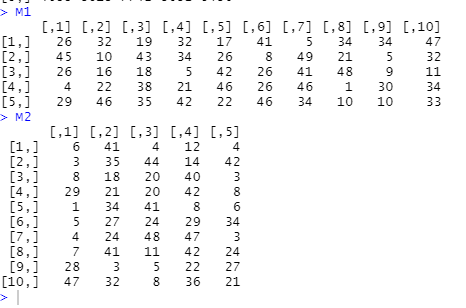 > M1
     [,1] [,2] [,3] [,4] [,5] [,6] [,7] [,8] [,9] [,10]
[1,]   26   32   19   32   17   41    5   34   34    47
[2,]   45   10   43   34   26    8   49   21    5    32
[3,]   26   16   18    5   42   26   41   48    9    11
[4,]    4   22   38   21   46   26   46    1   30    34
[5,]   29   46   35   42   22   46   34   10   10    33
> M2
      [,1] [,2] [,3] [,4] [,5]
 [1,]    6   41    4   12    4
 [2,]    3   35   44   14   42
 [3,]    8   18   20   40    3
 [4,]   29   21   20   42    8
 [5,]    1   34   41    8    6
 [6,]    5   27   24   29   34
 [7,]    4   24   48   47    3
 [8,]    7   41   11   42   24
 [9,]   28    3    5   22   27
[10,]   47   32    8   36   21
>